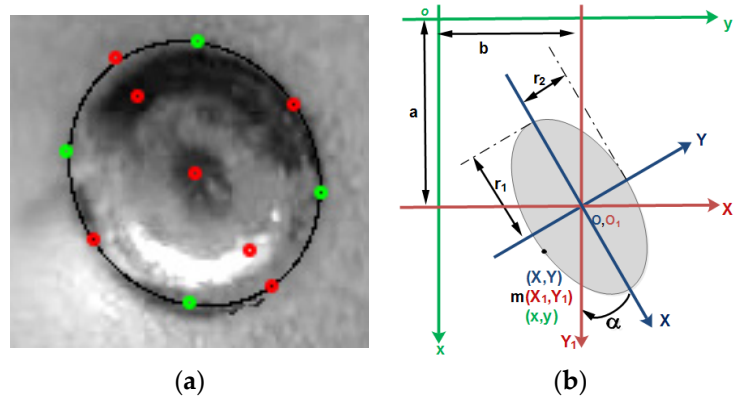 o
y
b
r₂
a
Y
r₁
X
O,O₁
(X,Y)
m(X₁,Y₁)
(x,y)
α
X
x
Y₁
(a)
(b)